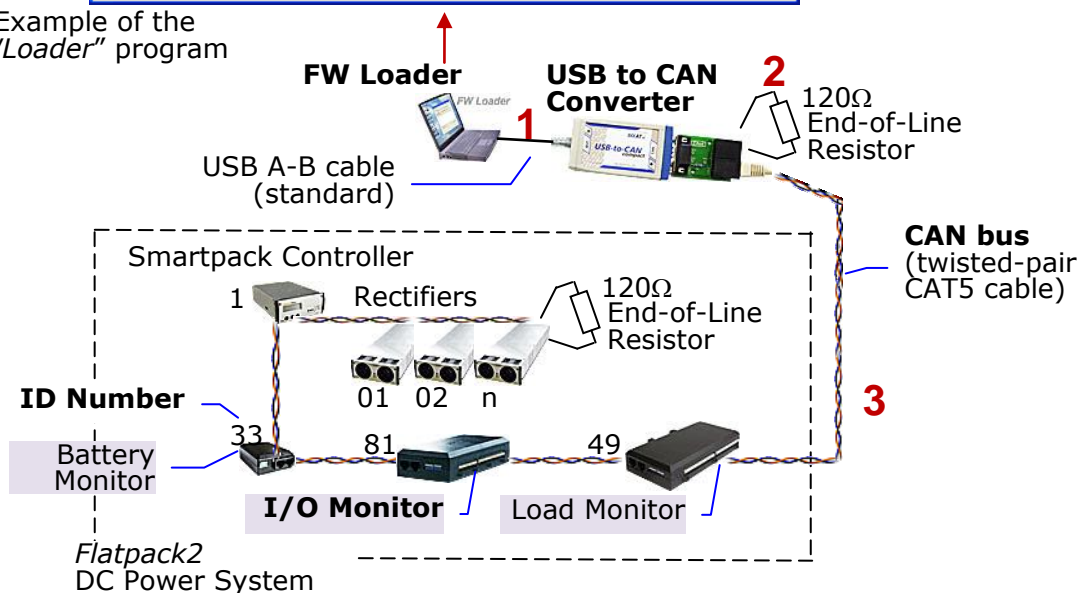 Example of the
"Loader" program
FW Loader
FW Loader
1
USB to CAN
Converter
2
120Ω
End-of-Line
Resistor
USB-to-CAN
compact
USB A-B cable
(standard)
CAN bus
(twisted-pair
CAT5 cable)
Smartpack Controller
1
Rectifiers
120Ω
End-of-Line
Resistor
01 02 n
3
ID Number
33
81
49
Battery
Monitor
I/O Monitor
Load Monitor
Flatpack2
DC Power System